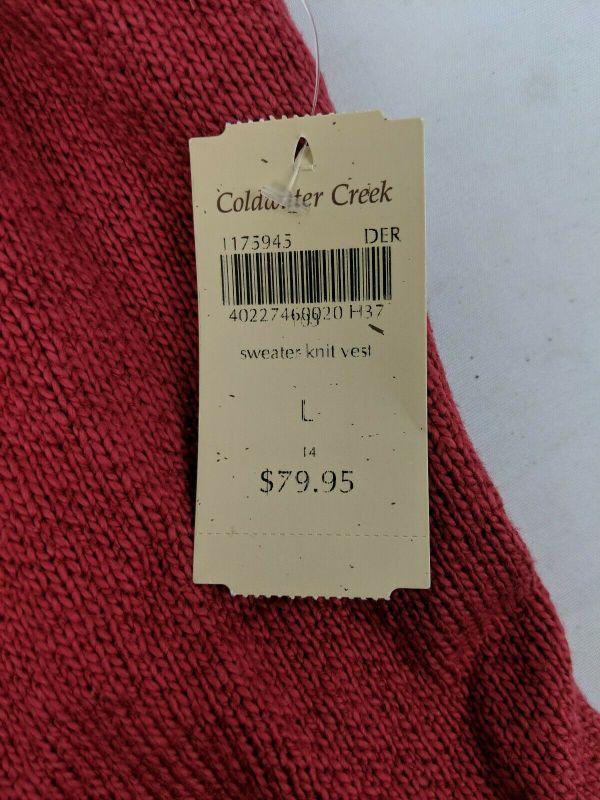 Coldwater Creek
1175945 DER
40227460020 H37
sweater knit vest
L
14
$79.95